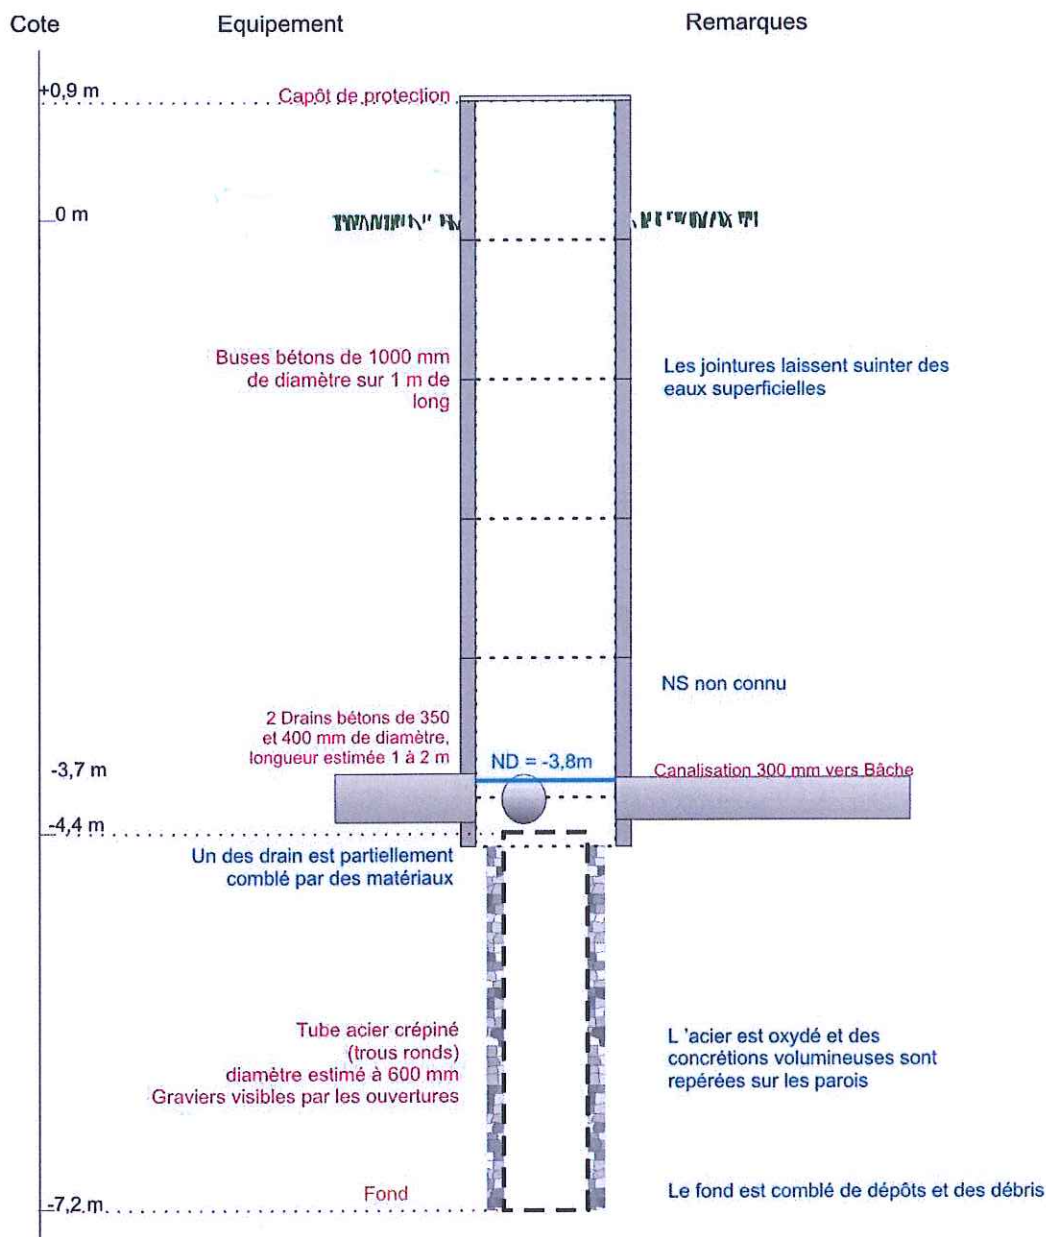 Cote
Equipement
Remarques
+0,9 m
Capôt de protection
0 m
Buses bétons de 1000 mm
de diamètre sur 1 m de
long
Les jointures laissent suinter des
eaux superficielles
NS non connu
2 Drains bétons de 350
et 400 mm de diamètre,
longueur estimée 1 à 2 m
ND = -3,8m
-3,7 m
Canalisation 300 mm vers Bâche
-4,4 m
Un des drain est partiellement
comblé par des matériaux
Tube acier crépiné
(trous ronds)
diamètre estimé à 600 mm
Graviers visibles par les ouvertures
L 'acier est oxydé et des
concrétions volumineuses sont
repérées sur les parois
Fond
Le fond est comblé de dépôts et des débris
-7,2 m